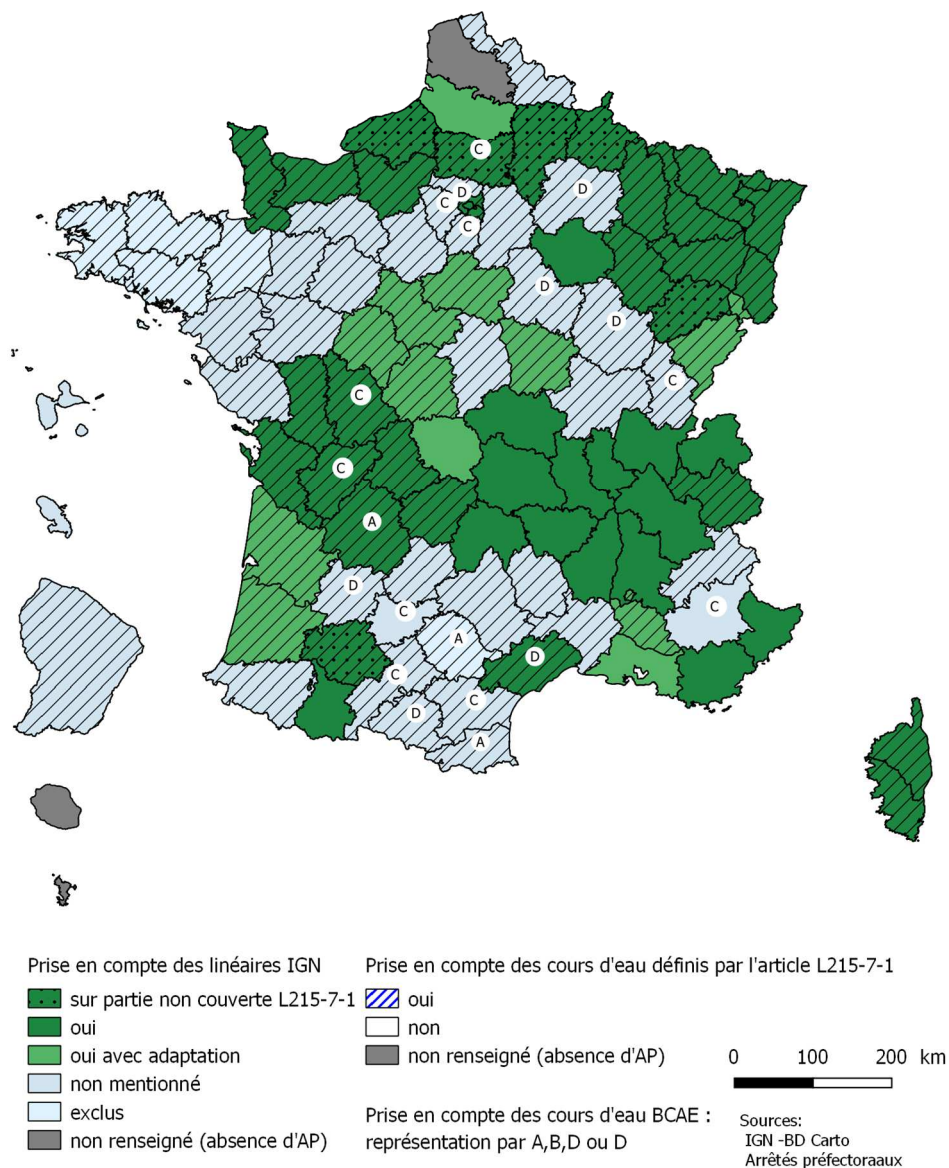 C
D
D
C
C
D
D
C
C
C
A
D
C
C
A
D
C
C
D
A
Prise en compte des linéaires IGN
sur partie non couverte L215-7-1
oui
oui avec adaptation
non mentionné
exclus
non renseigné (absence d'AP)
Prise en compte des cours d'eau définis par l'article L215-7-1
oui
non
non renseigné (absence d'AP)
Prise en compte des cours d'eau BCAE :
représentation par A,B,D ou D
0 100 200 km
Sources:
IGN -BD Carto
Arrêtés préfectoraaux